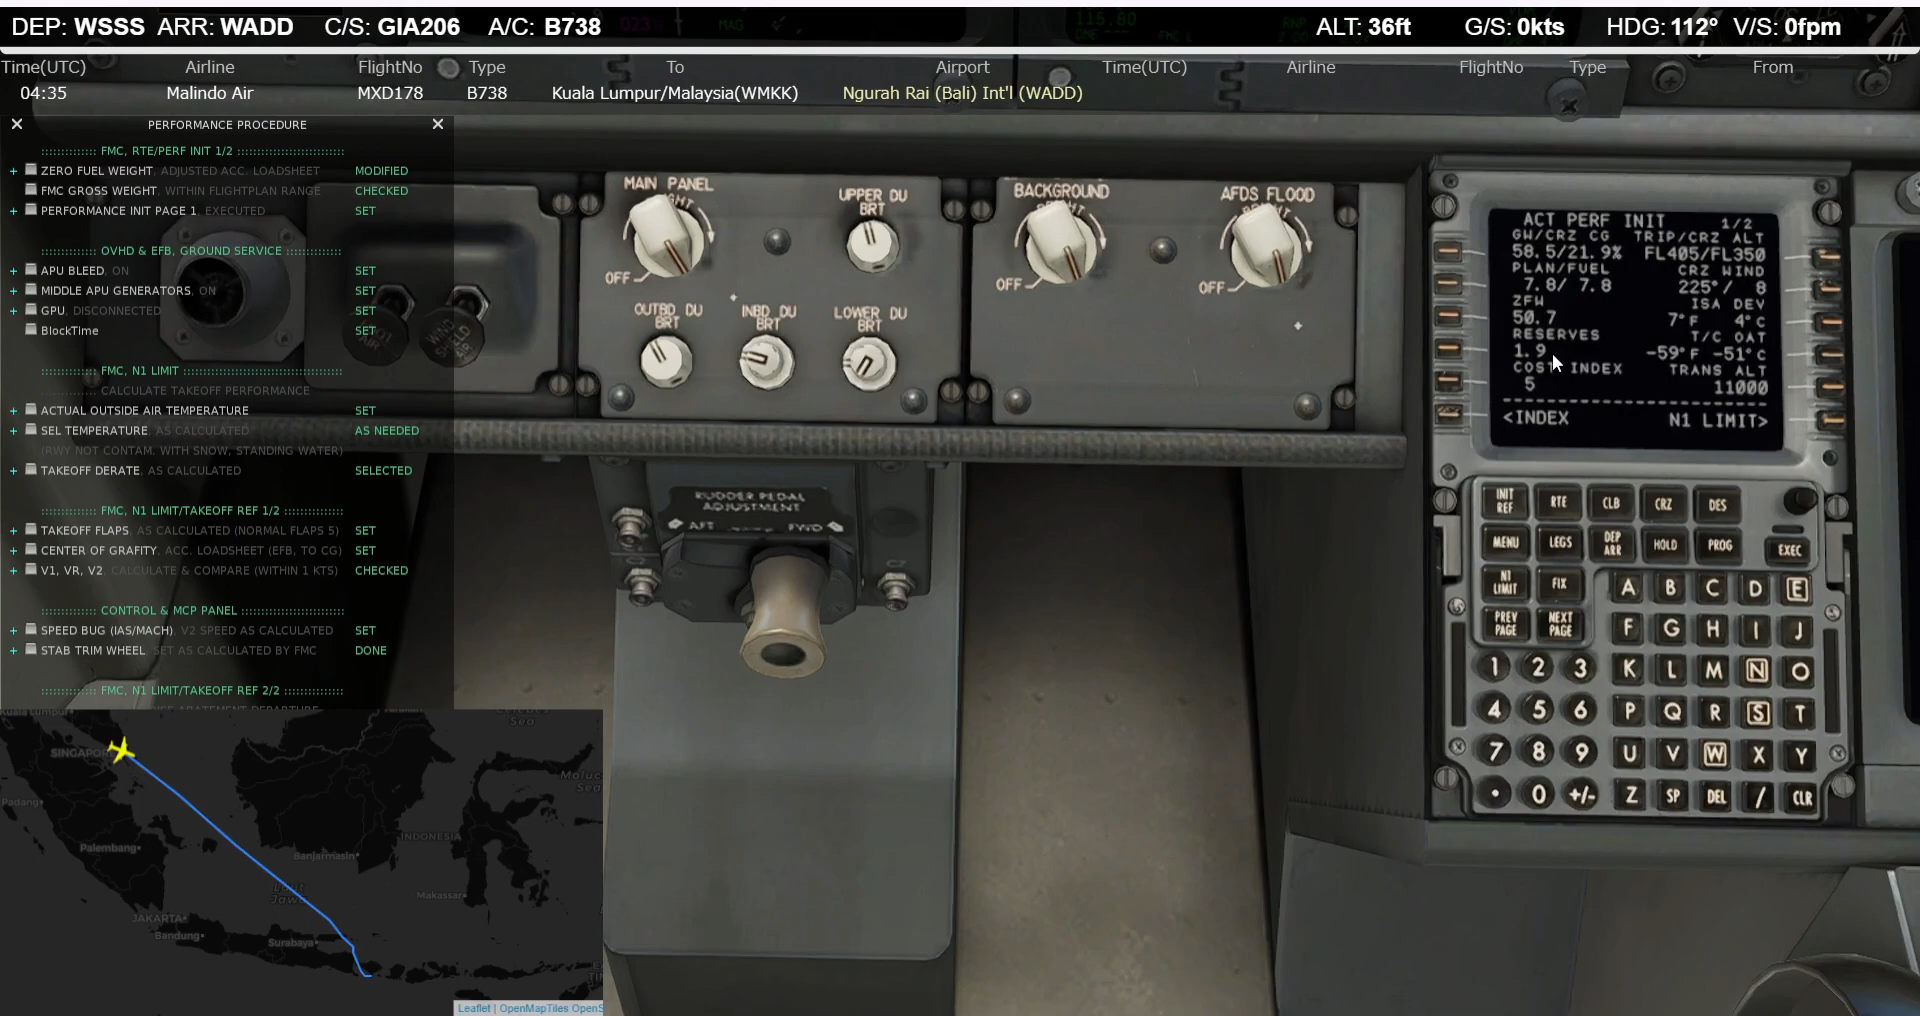 DEP: WSSS ARR: WADD C/S: GIA206 A/C: B738 ALT: 36ft G/S: 0kts HDG: 112° V/S: 0fpm
Time(UTC) Airline FlightNo Type To Airport Time(UTC) Airline FlightNo Type From
04:35 Malindo Air MXD178 B738 Kuala Lumpur/Malaysia(WMKK) Ngurah Rai (Bali) Int'l (WADD)
PERFORMANCE PROCEDURE
FMC, RTE/PERF INIT 1/2
+ ZERO FUEL WEIGHT, ADJUSTED ACC. LOADSHEET MODIFIED
FMC GROSS WEIGHT, WITHIN FLIGHTPLAN RANGE CHECKED
+ PERFORMANCE INIT PAGE 1, EXECUTED SET
OVHD & EFB, GROUND SERVICE
+ APU BLEED, ON SET
+ MIDDLE APU GENERATORS, ON SET
+ GPU, DISCONNECTED SET
BlockTime SET
FMC, N1 LIMIT
CALCULATE TAKEOFF PERFORMANCE
+ ACTUAL OUTSIDE AIR TEMPERATURE SET
+ SEL TEMPERATURE, AS CALCULATED AS NEEDED
(RWY NOT CONTAM. WITH SNOW, STANDING WATER)
+ TAKEOFF DERATE, AS CALCULATED SELECTED
FMC, N1 LIMIT/TAKEOFF REF 1/2
+ TAKEOFF FLAPS, AS CALCULATED (NORMAL FLAPS 5) SET
+ CENTER OF GRAFITY, ACC. LOADSHEET (EFB, TO CG) SET
+ V1, VR, V2, CALCULATE & COMPARE (WITHIN 1 KTS) CHECKED
CONTROL & MCP PANEL
+ SPEED BUG (IAS/MACH), V2 SPEED AS CALCULATED SET
+ STAB TRIM WHEEL, SET AS CALCULATED BY FMC DONE
FMC, N1 LIMIT/TAKEOFF REF 2/2
MAIN PANEL
OFF
UPPER DU
BRT
OUTBD DU
BRT
INBD DU
BRT
LOWER DU
BRT
BACKGROUND
OFF
AFDS FLOOD
OFF
RUDDER PEDAL
ADJUSTMENT
AFT FWD
ACT PERF INIT 1/2
GW/CRZ CG TRIP/CRZ ALT
58.5/21.9% FL405/FL350
PLAN/FUEL CRZ WIND
7.8/ 7.8 225°/ 8
ZFW ISA DEV
50.7 7°F 4°C
RESERVES T/C OAT
1.9 -59°F -51°C
COST INDEX TRANS ALT
5 11000
<INDEX N1 LIMIT>
INIT REF RTE CLB CRZ DES
MENU LEGS DEP ARR HOLD PROG EXEC
N1 LIMIT FIX A B C D E
PREV PAGE NEXT PAGE F G H I J
1 2 3 K L M N O
4 5 6 P Q R S T
7 8 9 U V W X Y
. 0 +/- Z SP DEL / CLR
SINGAPORE
Padang
Palembang
JAKARTA
Bandung
Surabaya
Laut
Jawa
Banjarmasin
INDONESIA
Makassar
Leaflet | OpenMapTiles OpenS